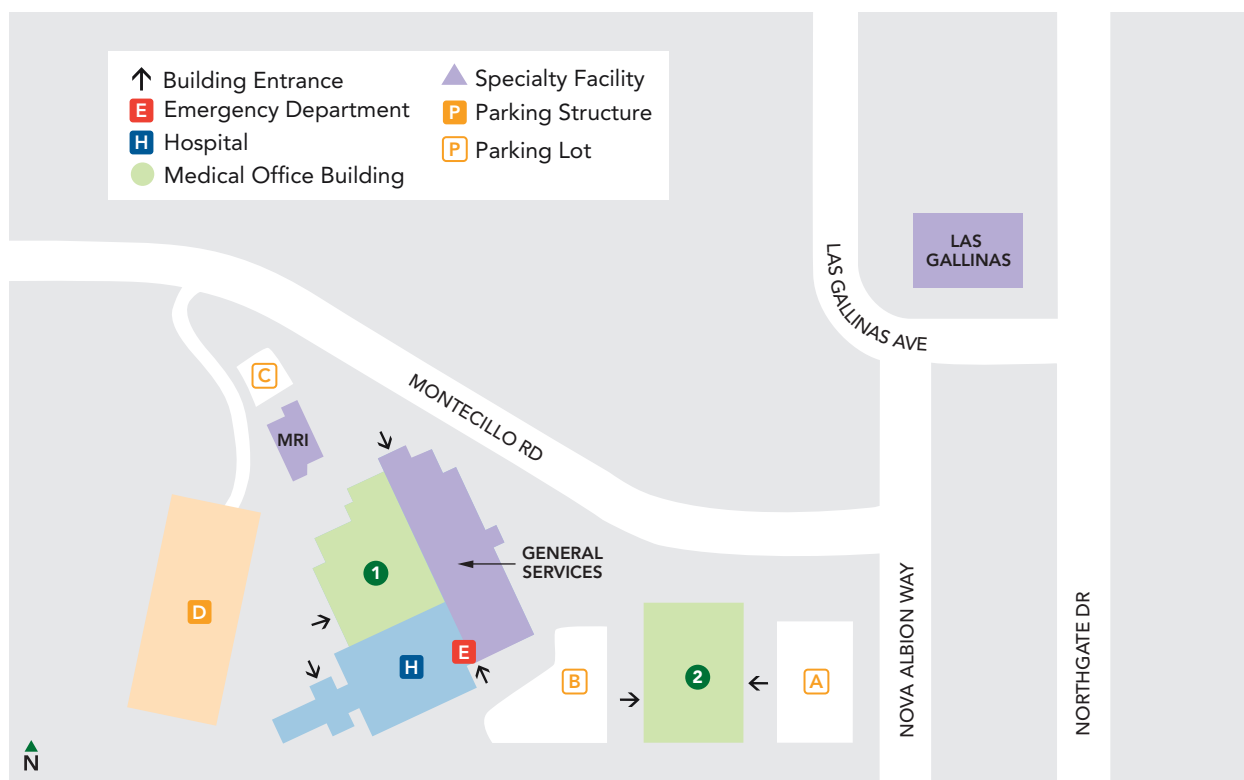 Building Entrance
E Emergency Department
H Hospital
Medical Office Building
Specialty Facility
P Parking Structure
P Parking Lot
LAS
GALLINAS
LAS GALLINAS AVE
C
MONTECILLO RD
MRI
GENERAL
SERVICES
1
D
E
H
B
2
A
NOVA ALBION WAY
NORTHGATE DR
N